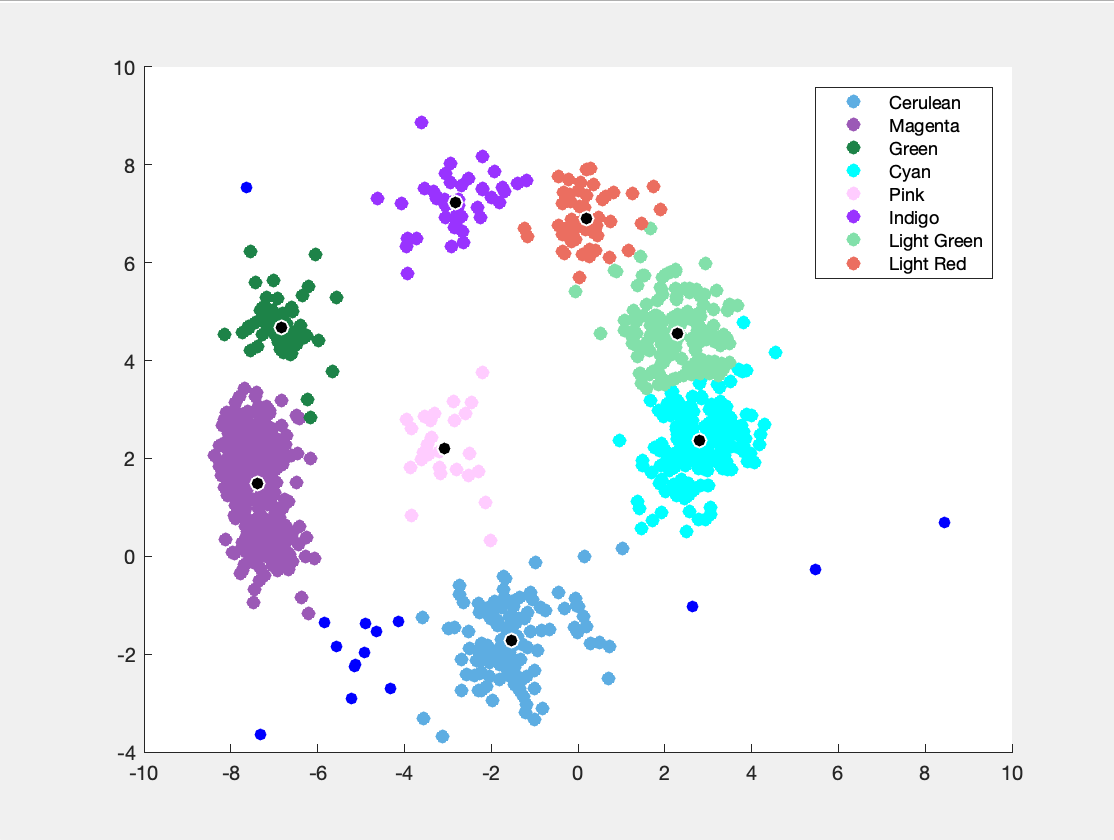 10
8
6
4
2
0
-2
-4
-10 -8 -6 -4 -2 0 2 4 6 8 10
Cerulean
Magenta
Green
Cyan
Pink
Indigo
Light Green
Light Red